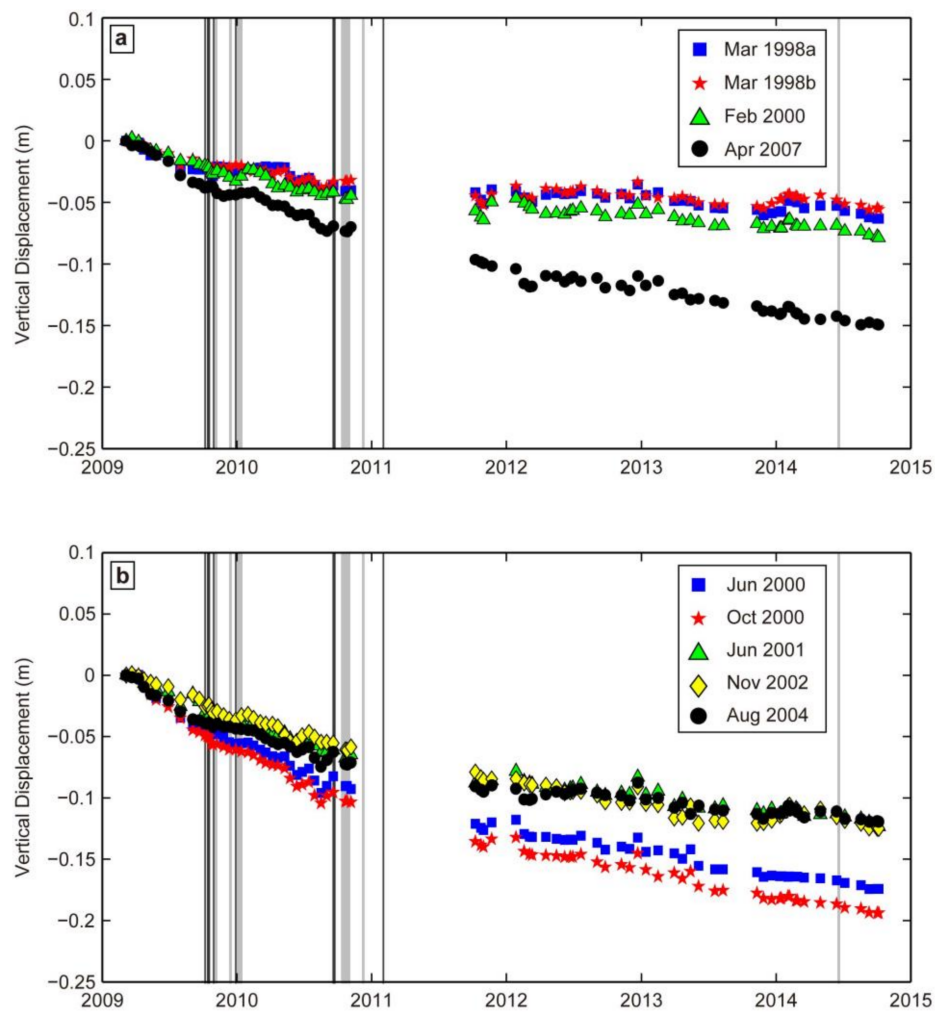 a
0.1
0.05
0
−0.05
−0.1
−0.15
−0.2
−0.25
Vertical Displacement (m)
Mar 1998a
Mar 1998b
Feb 2000
Apr 2007
2009 2010 2011 2012 2013 2014 2015
b
0.1
0.05
0
−0.05
−0.1
−0.15
−0.2
−0.25
Vertical Displacement (m)
Jun 2000
Oct 2000
Jun 2001
Nov 2002
Aug 2004
2009 2010 2011 2012 2013 2014 2015